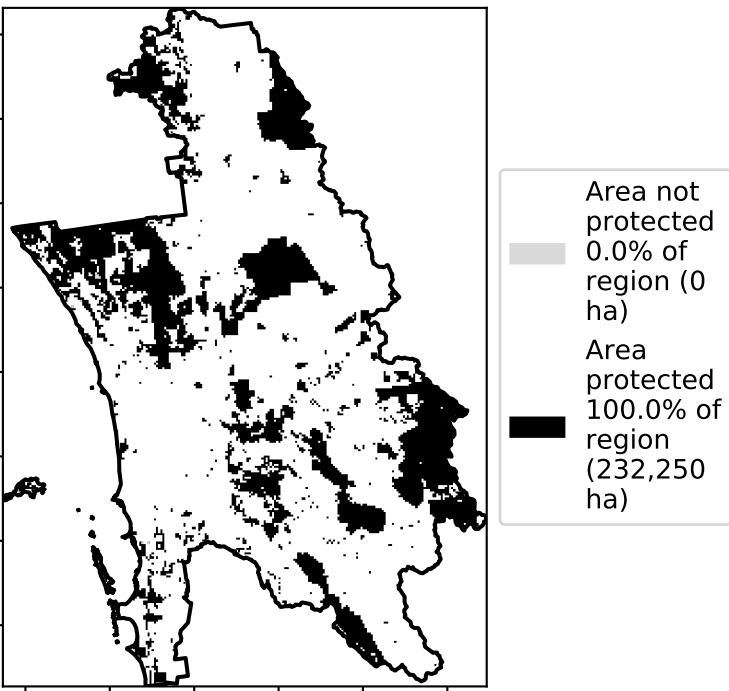 Area not
protected
0.0% of
region (0
ha)
Area
protected
100.0% of
region
(232,250
ha)